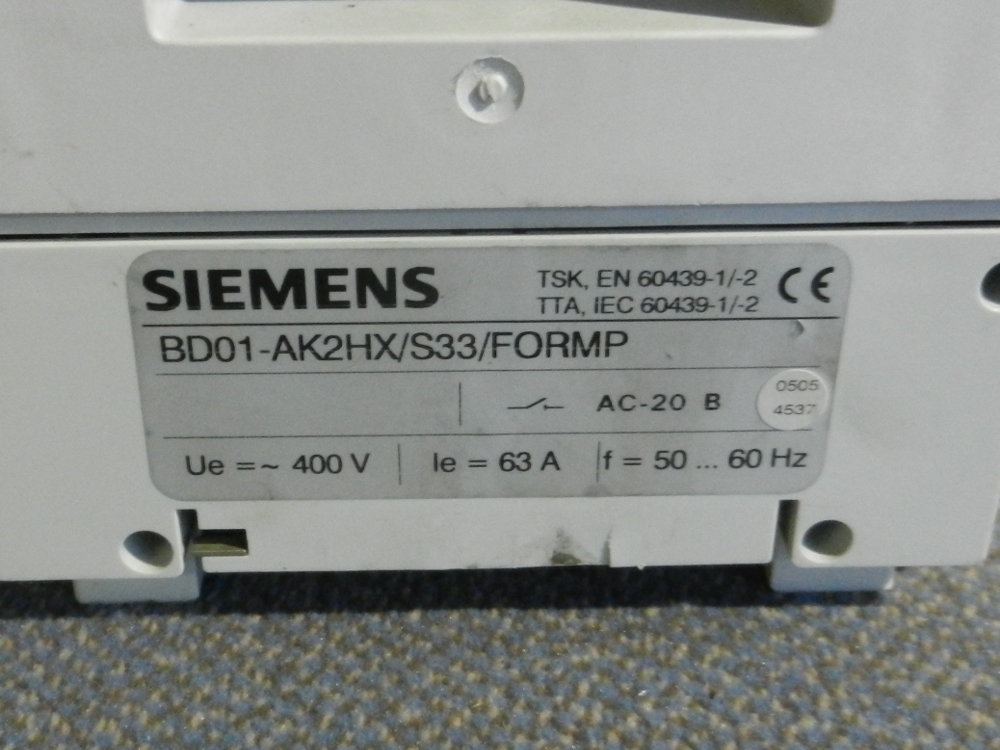 SIEMENS
TSK, EN 60439-1/-2
TTA, IEC 60439-1/-2
CE
BD01-AK2HX/S33/FORMP
AC-20 B
0505
4537
Ue =~ 400 V
Ie = 63 A
f = 50 ... 60 Hz